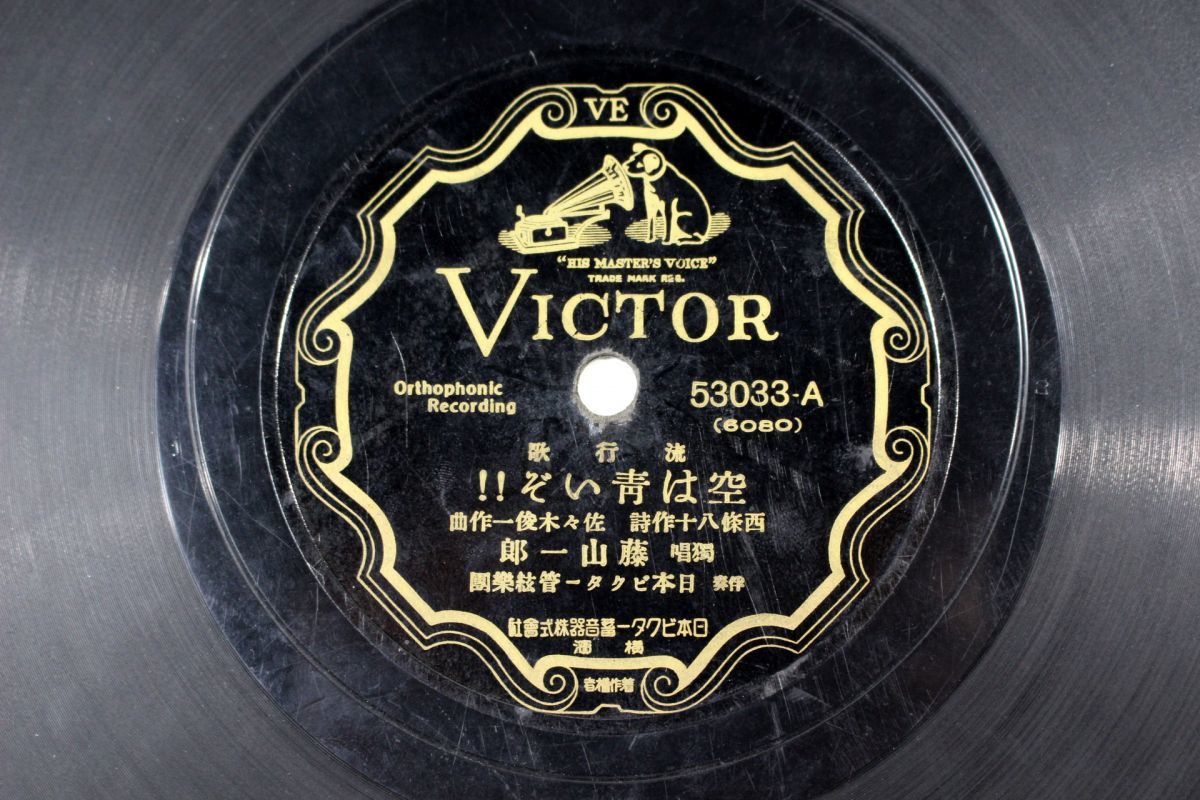 VE
"HIS MASTER'S VOICE"
TRADE MARK REG.
VICTOR
Orthophonic
Recording
53033-A
(6080)
流行歌
空は青いぞ!!
西條八十作詩 佐々木俊一作曲
獨唱 藤山一郎
伴奏 日本ビクター管絃樂團
日本ビクター蓄音器株式會社
橫濱
著作權者